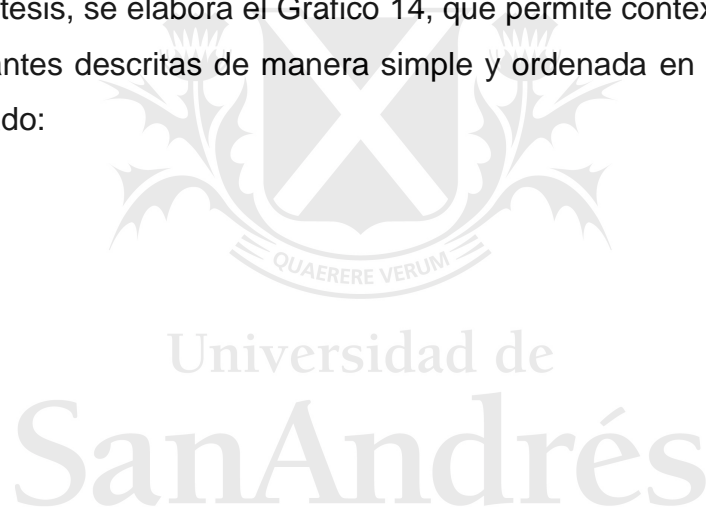 tesis, se elabora el Gráfico 14, que permite contex
antes descritas de manera simple y ordenada en
do:
QUAERERE VERUM
Universidad de
SanAndrés